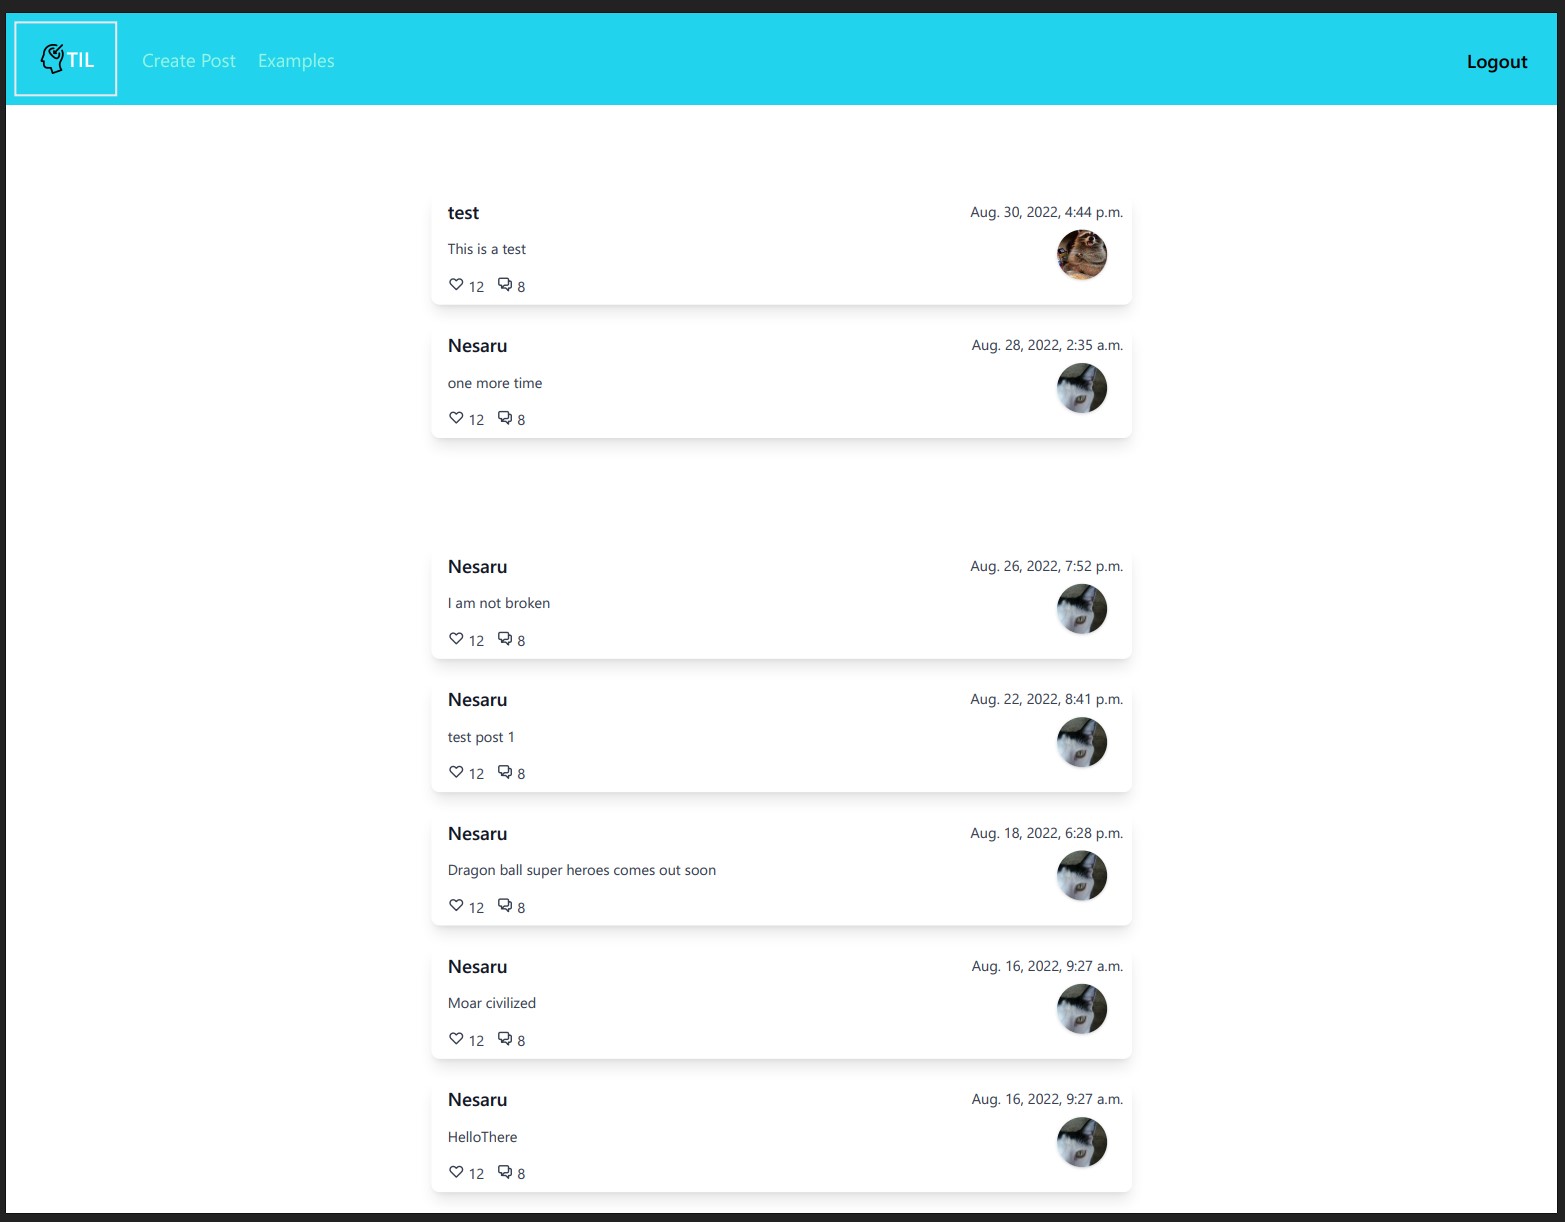 TIL Create Post Examples Logout
test Aug. 30, 2022, 4:44 p.m.
This is a test
12 8
Nesaru Aug. 28, 2022, 2:35 a.m.
one more time
12 8
Nesaru Aug. 26, 2022, 7:52 p.m.
I am not broken
12 8
Nesaru Aug. 22, 2022, 8:41 p.m.
test post 1
12 8
Nesaru Aug. 18, 2022, 6:28 p.m.
Dragon ball super heroes comes out soon
12 8
Nesaru Aug. 16, 2022, 9:27 a.m.
Moar civilized
12 8
Nesaru Aug. 16, 2022, 9:27 a.m.
HelloThere
12 8